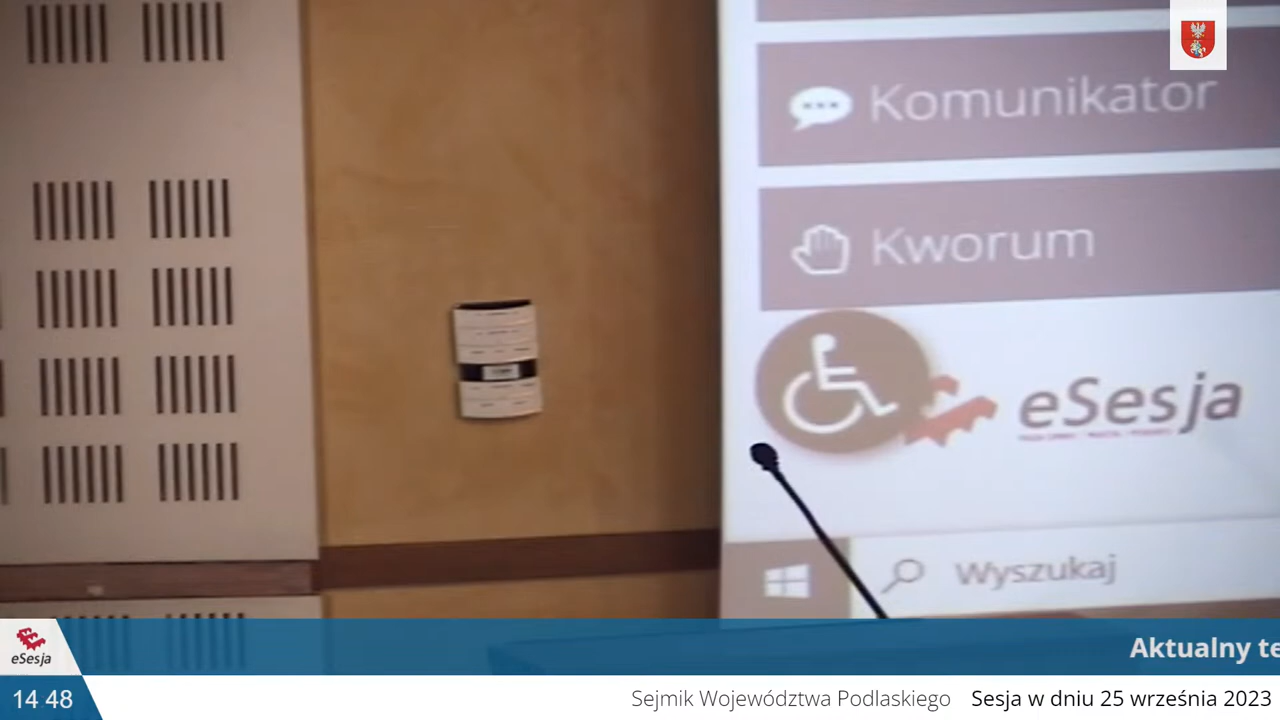 Komunikator
Kworum
eSesja
Wyszukaj
Aktualny te
eSesja
14 48
Sejmik Województwa Podlaskiego Sesja w dniu 25 września 2023